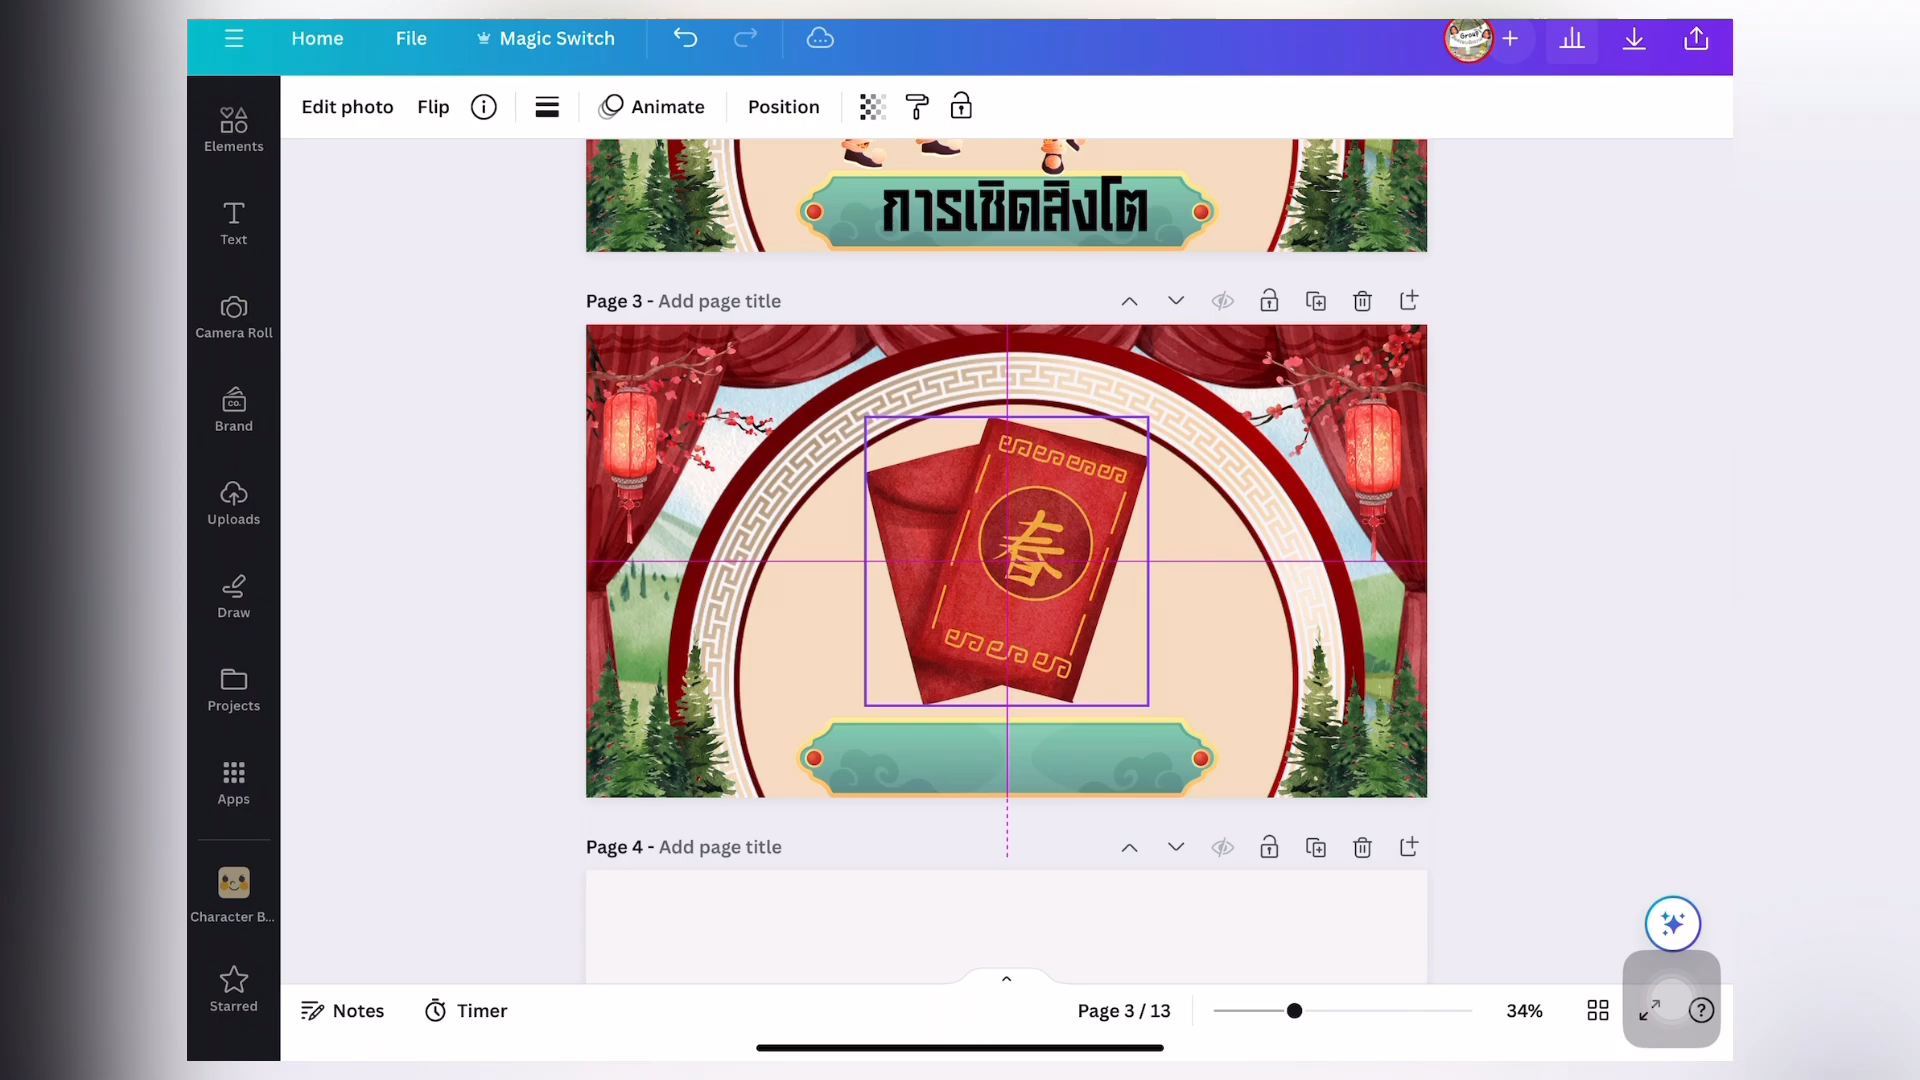 Home File Magic Switch
Group
Edit photo Flip Animate Position
Elements
Text
Camera Roll
co.
Brand
Uploads
Draw
Projects
Apps
Character B...
Starred
การเชิดสิงโต
Page 3 - Add page title
春
Page 4 - Add page title
Notes Timer Page 3 / 13 34% ?